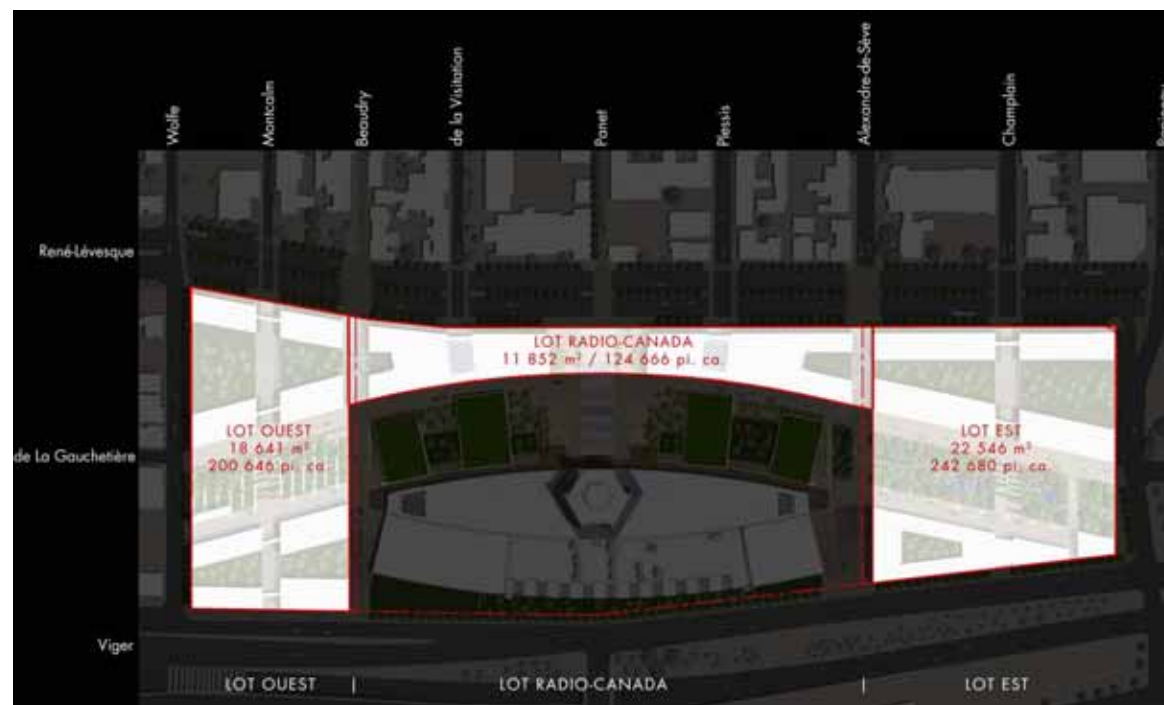 Wolfe
Montcalm
Beaudry
de la Visitation
Panet
Plessis
Alexandre-de-Sève
Champlain
René-Lévesque
LOT RADIO-CANADA
11 852 m² / 124 666 pi. ca.
LOT OUEST
18 641 m²
200 646 pi. ca.
LOT EST
22 546 m²
242 680 pi. ca.
de La Gauchetière
Viger
LOT OUEST | LOT RADIO-CANADA | LOT EST